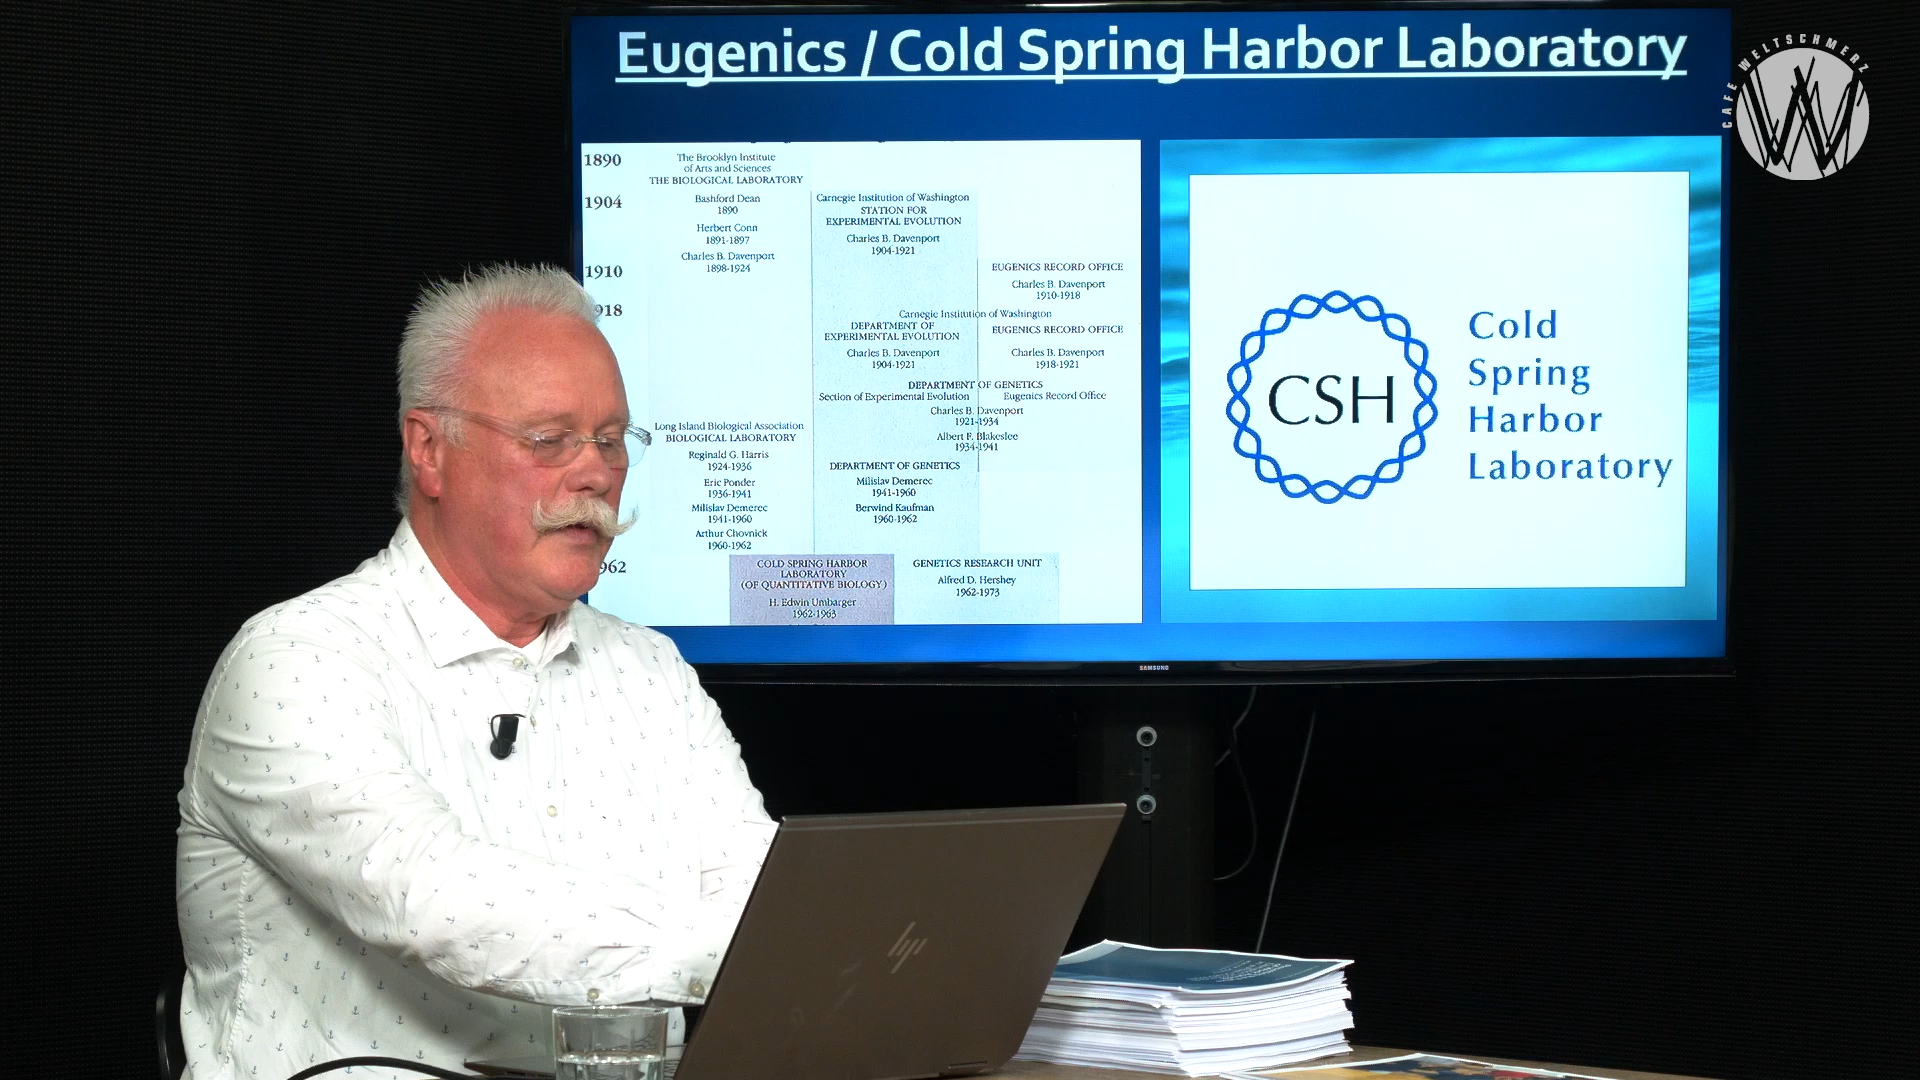 Eugenics / Cold Spring Harbor Laboratory
CAFE WELTSCHMERZ
1890
The Brooklyn Institute
of Arts and Sciences
THE BIOLOGICAL LABORATORY
1904
Bashford Dean
1890
Herbert Conn
1891-1897
Charles B. Davenport
1898-1924
Carnegie Institution of Washington
STATION FOR
EXPERIMENTAL EVOLUTION
Charles B. Davenport
1904-1921
1910
EUGENICS RECORD OFFICE
Charles B. Davenport
1910-1918
918
Carnegie Institution of Washington
DEPARTMENT OF
EXPERIMENTAL EVOLUTION
Charles B. Davenport
1904-1921
EUGENICS RECORD OFFICE
Charles B. Davenport
1918-1921
DEPARTMENT OF GENETICS
Section of Experimental Evolution
Eugenics Record Office
Charles B. Davenport
1921-1934
Albert F. Blakeslee
1934-1941
Long Island Biological Association
BIOLOGICAL LABORATORY
Reginald G. Harris
1924-1936
Eric Ponder
1936-1941
Milislav Demerec
1941-1960
Arthur Chovnick
1960-1962
DEPARTMENT OF GENETICS
Milislav Demerec
1941-1960
Berwind Kaufman
1960-1962
962
COLD SPRING HARBOR
LABORATORY
(OF QUANTITATIVE BIOLOGY)
H. Edwin Umbarger
1962-1963
GENETICS RESEARCH UNIT
Alfred D. Hershey
1962-1973
CSH
Cold
Spring
Harbor
Laboratory
SAMSUNG
hp